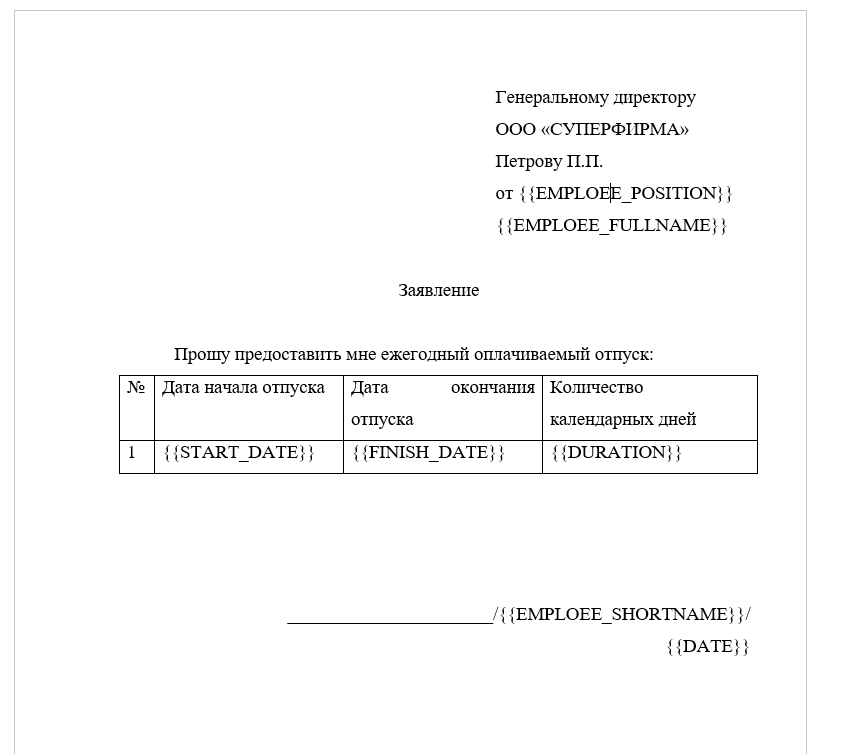 Генеральному директору
ООО «СУПЕРФИРМА»
Петрову П.П.
от {{EMPLOEE_POSITION}}
{{EMPLOEE_FULLNAME}}
Заявление
Прошу предоставить мне ежегодный оплачиваемый отпуск:
№ Дата начала отпуска Дата окончания Количество
отпуска календарных дней
1 {{START_DATE}} {{FINISH_DATE}} {{DURATION}}
______________________/{{EMPLOEE_SHORTNAME}}/
{{DATE}}